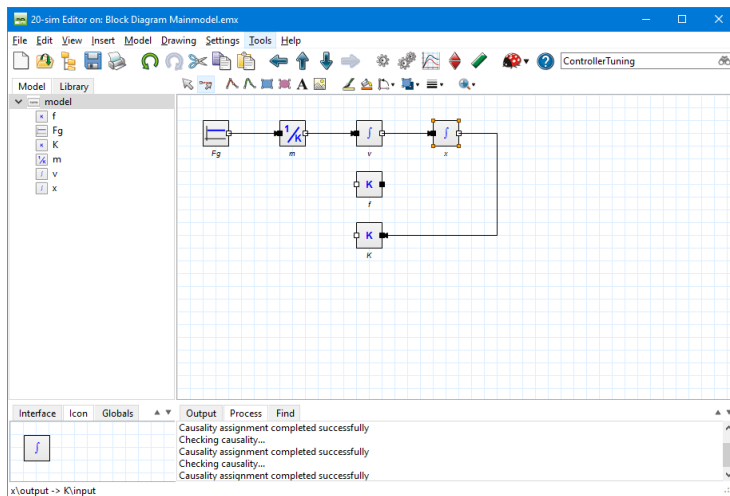 20-sim Editor on: Block Diagram Mainmodel.emx
File Edit View Insert Model Drawing Settings Tools Help
ControllerTuning
Model Library
A
model
K f
Fg
K K
1/K m
∫ v
∫ x
1/K ∫ ∫
Fg m v x
K
f
K
K
Interface Icon Globals
∫
Output Process Find
Causality assignment completed successfully
Checking causality...
Causality assignment completed successfully
Checking causality...
Causality assignment completed successfully
x\output -> K\input